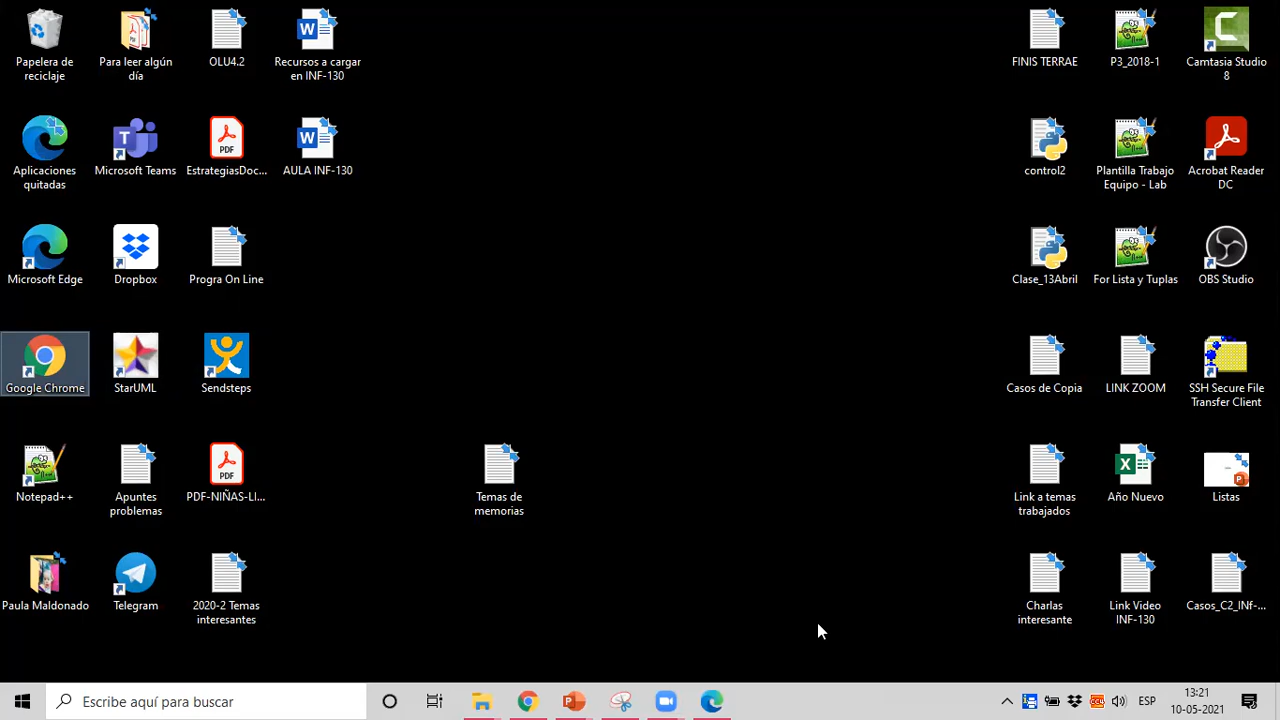 Papelera de
reciclaje
Para leer algún
día
OLU4.2
Recursos a cargar
en INF-130
FINIS TERRAE
P3_2018-1
Camtasia Studio
8
Aplicaciones
quitadas
Microsoft Teams
EstrategiasDoc...
AULA INF-130
control2
Plantilla Trabajo
Equipo - Lab
Acrobat Reader
DC
Microsoft Edge
Dropbox
Progra On Line
Clase_13Abril
For Lista y Tuplas
OBS Studio
Google Chrome
StarUML
Sendsteps
Casos de Copia
LINK ZOOM
SSH Secure File
Transfer Client
Notepad++
Apuntes
problemas
PDF-NIÑAS-LI...
Temas de
memorias
Link a temas
trabajados
Año Nuevo
Listas
Paula Maldonado
Telegram
2020-2 Temas
interesantes
Charlas
interesante
Link Video
INF-130
Casos_C2_INf-...
Escribe aquí para buscar
ESP
13:21
10-05-2021